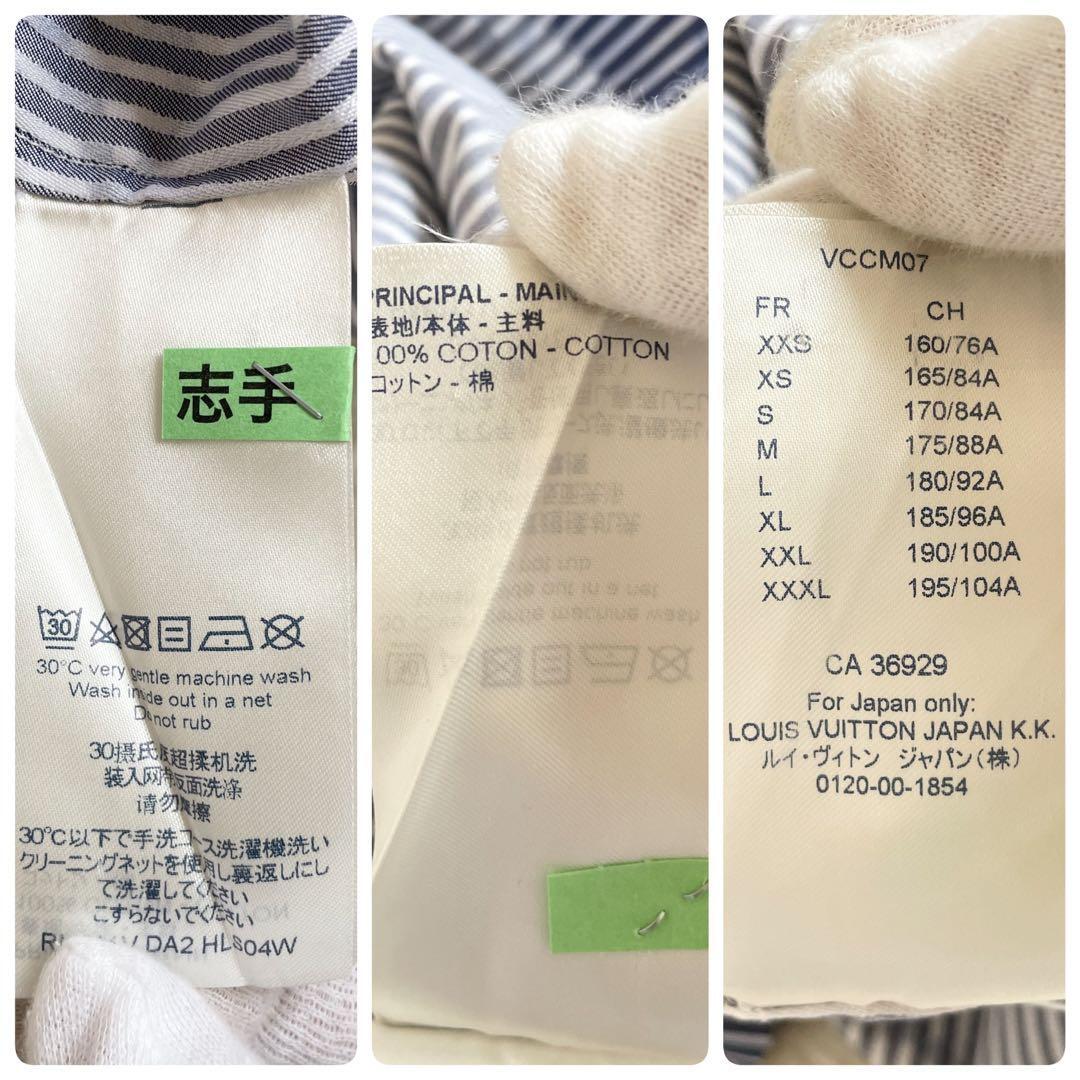 志手
30
30°C very gentle machine wash
Wash inside out in a net
Do not rub
30摄氏 超揉机洗
装入网 反面洗涤
请勿 擦
30°C以下で手洗コース洗濯機洗い
クリーニングネットを使用し裏返しにし
て洗濯してください
こすらないでください
DA2 HLS04W
PRINCIPAL - MAIN
表地/本体 - 主料
100% COTON - COTTON
コットン - 棉
VCCM07
FR CH
XXS 160/76A
XS 165/84A
S 170/84A
M 175/88A
L 180/92A
XL 185/96A
XXL 190/100A
XXXL 195/104A
CA 36929
For Japan only:
LOUIS VUITTON JAPAN K.K.
ルイ・ヴィトン ジャパン(株)
0120-00-1854